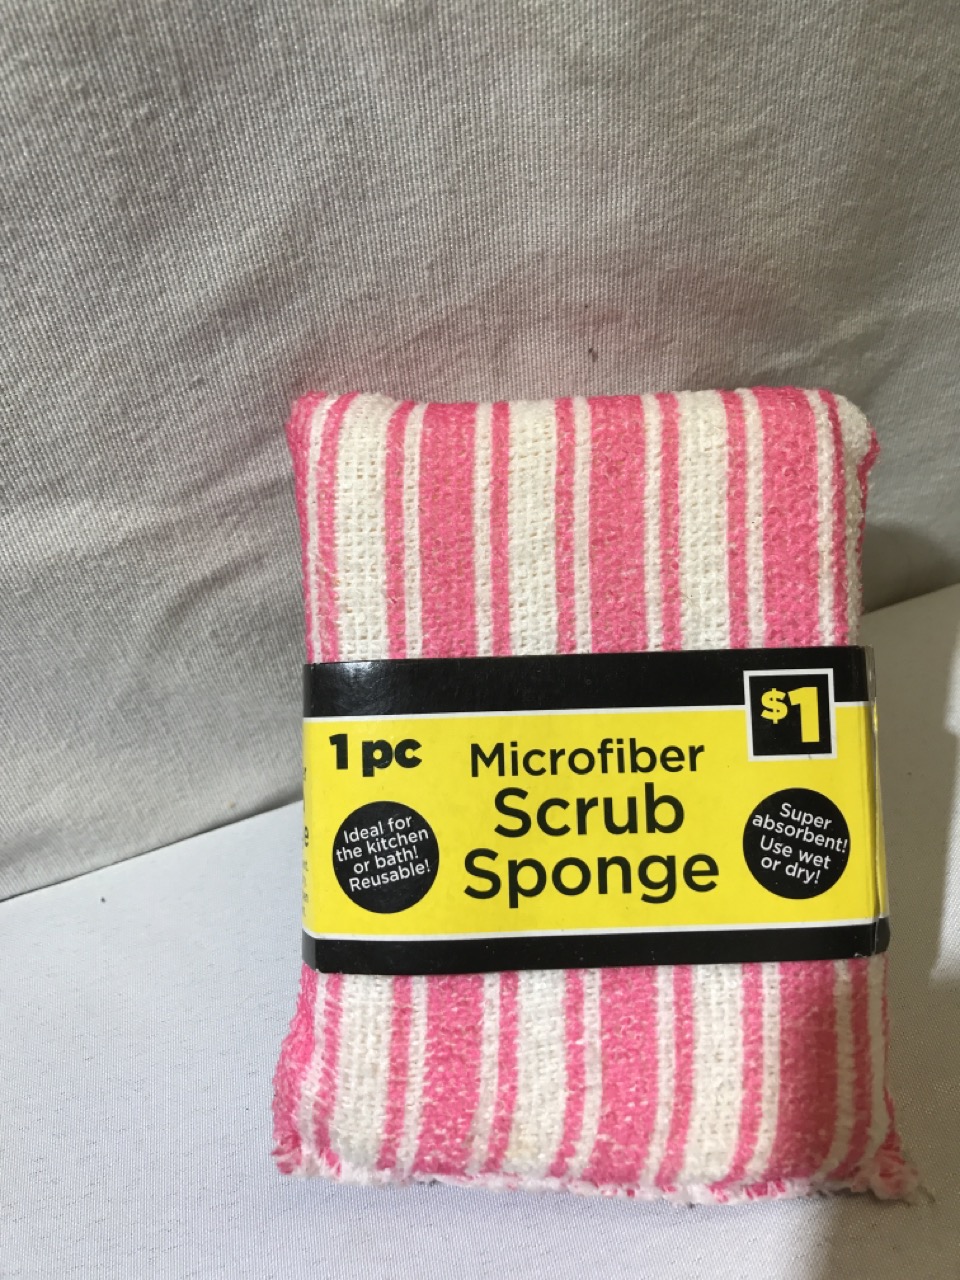 $1
1 pc
Microfiber
Scrub
Sponge
Ideal for
the kitchen
or bath!
Reusable!
Super
absorbent!
Use wet
or dry!